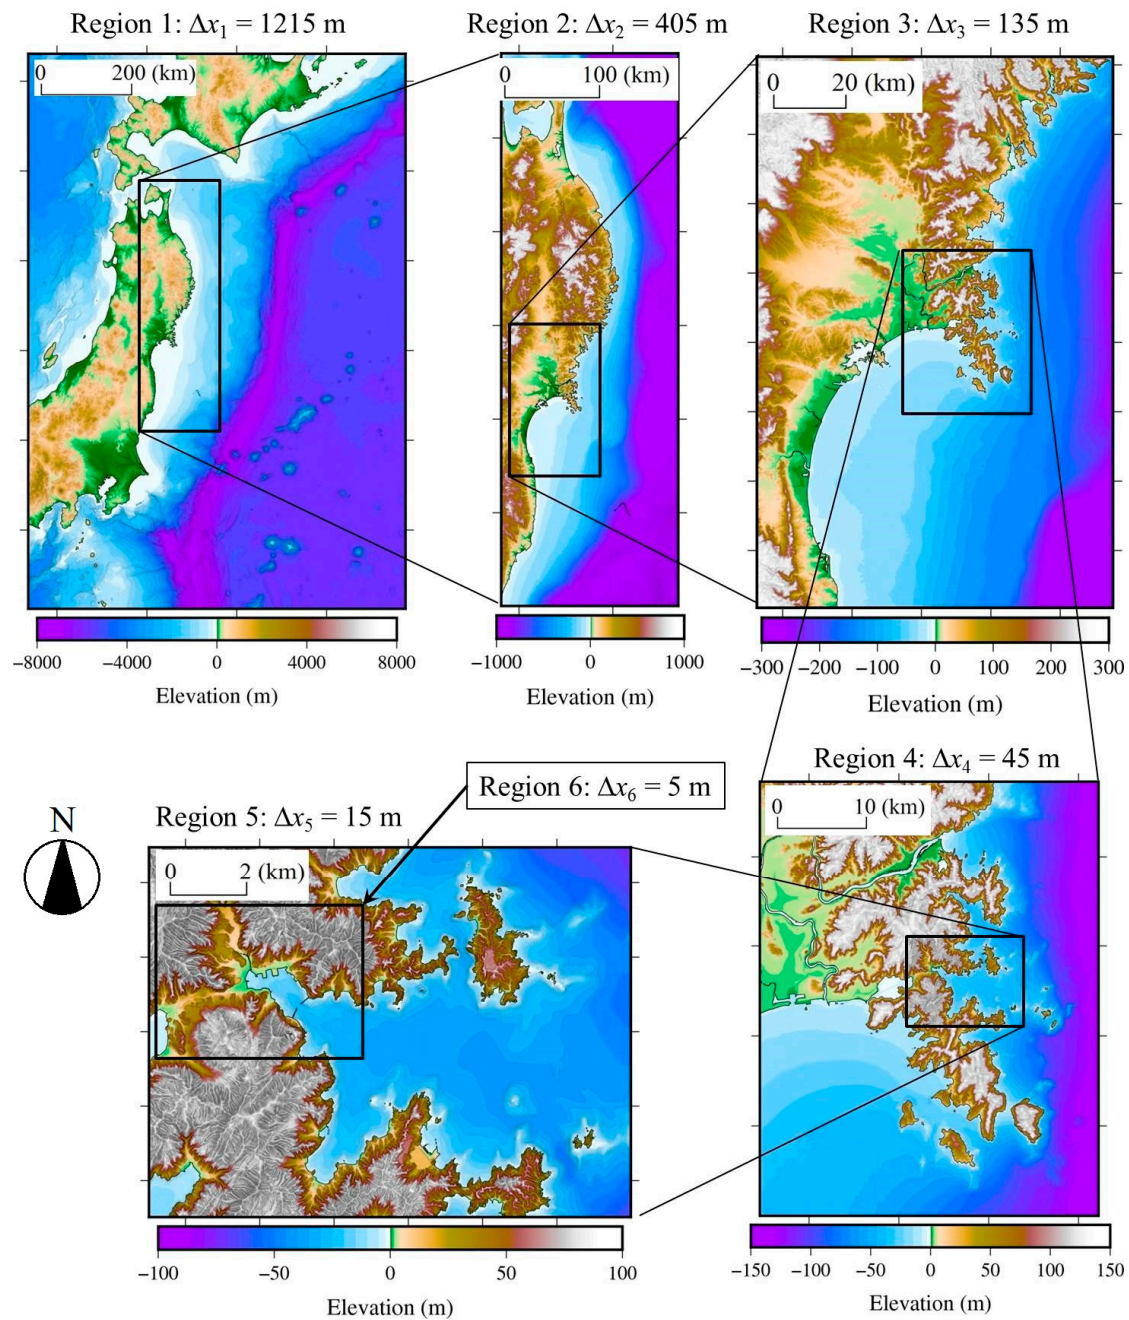 Region 1: Δx₁ = 1215 m
Region 2: Δx₂ = 405 m
Region 3: Δx₃ = 135 m
0 200 (km)
0 100 (km)
0 20 (km)
−8000 −4000 0 4000 8000
Elevation (m)
−1000 0 1000
Elevation (m)
−300 −200 −100 0 100 200 300
Elevation (m)
Region 4: Δx₄ = 45 m
Region 6: Δx₆ = 5 m
N
Region 5: Δx₅ = 15 m
0 10 (km)
0 2 (km)
−100 −50 0 50 100
Elevation (m)
−150 −100 −50 0 50 100 150
Elevation (m)